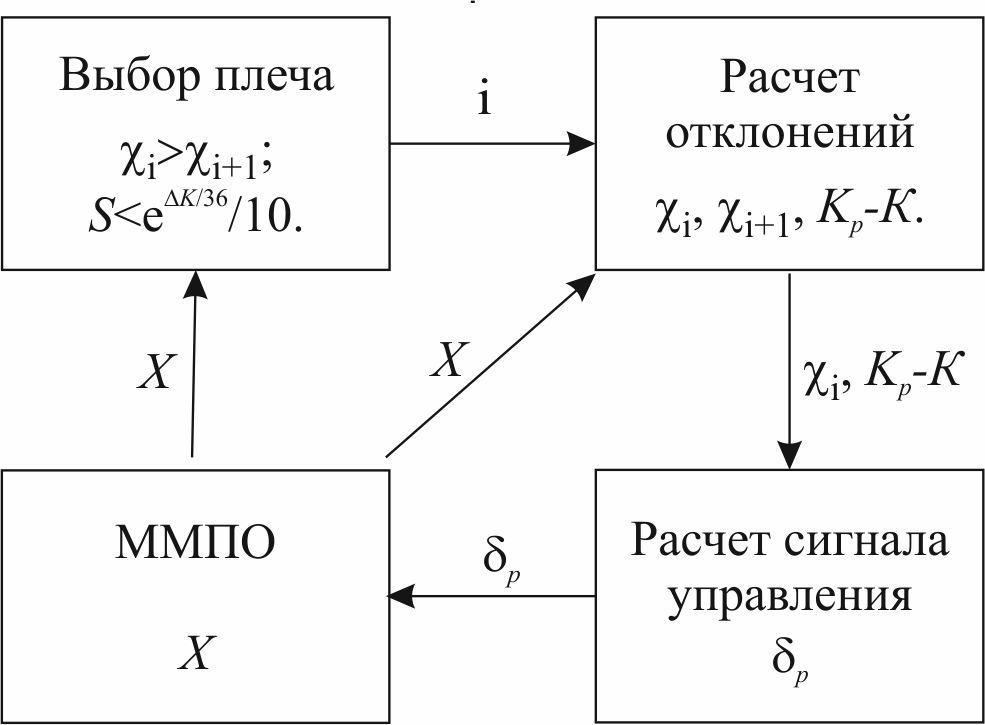 Выбор плеча
χi>χi+1;
S<e^ΔK/36/10.
i
Расчет
отклонений
χi, χi+1, Kp-K.
X
X
χi, Kp-K
ММПО
X
δp
Расчет сигнала
управления
δp